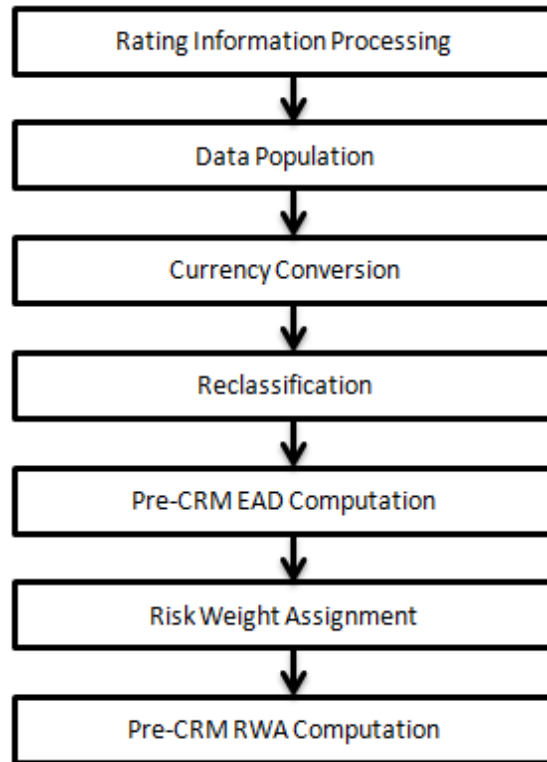 Rating Information Processing
Data Population
Currency Conversion
Reclassification
Pre-CRM EAD Computation
Risk Weight Assignment
Pre-CRM RWA Computation